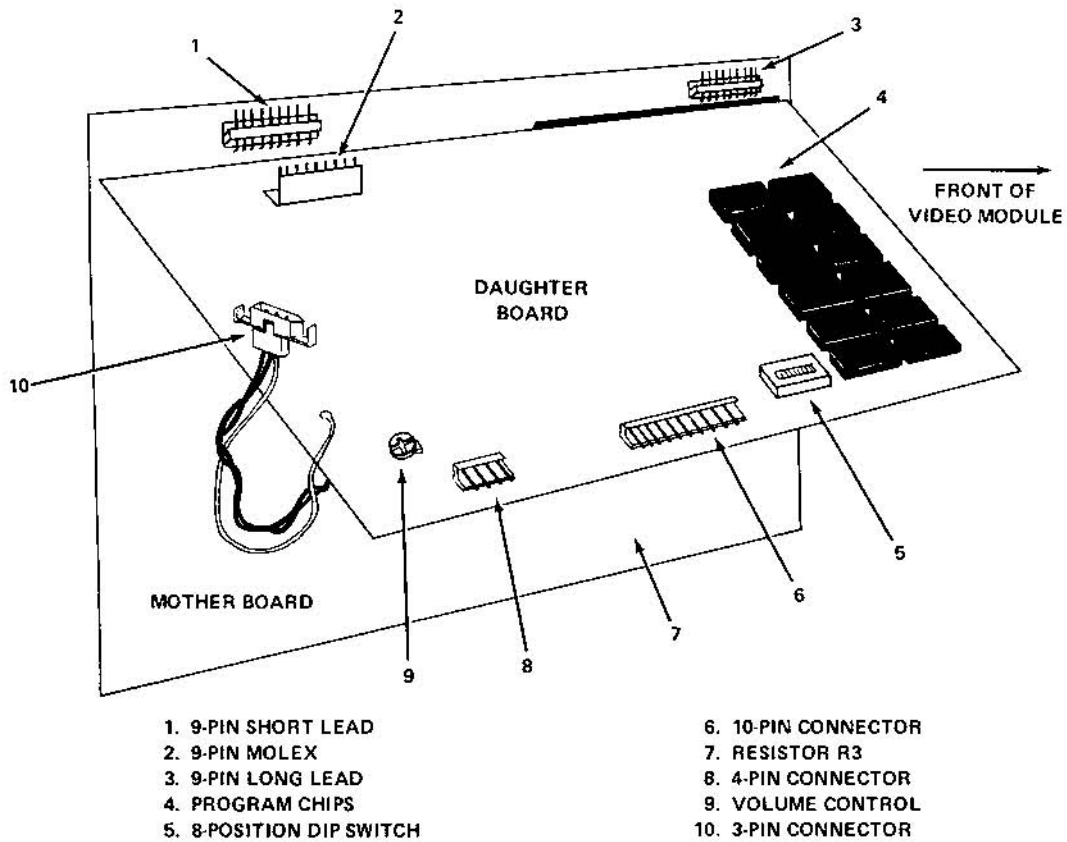 1
2
3
4
FRONT OF
VIDEO MODULE
DAUGHTER
BOARD
10
5
6
MOTHER BOARD
7
8
9
1. 9-PIN SHORT LEAD
2. 9-PIN MOLEX
3. 9-PIN LONG LEAD
4. PROGRAM CHIPS
5. 8-POSITION DIP SWITCH
6. 10-PIN CONNECTOR
7. RESISTOR R3
8. 4-PIN CONNECTOR
9. VOLUME CONTROL
10. 3-PIN CONNECTOR